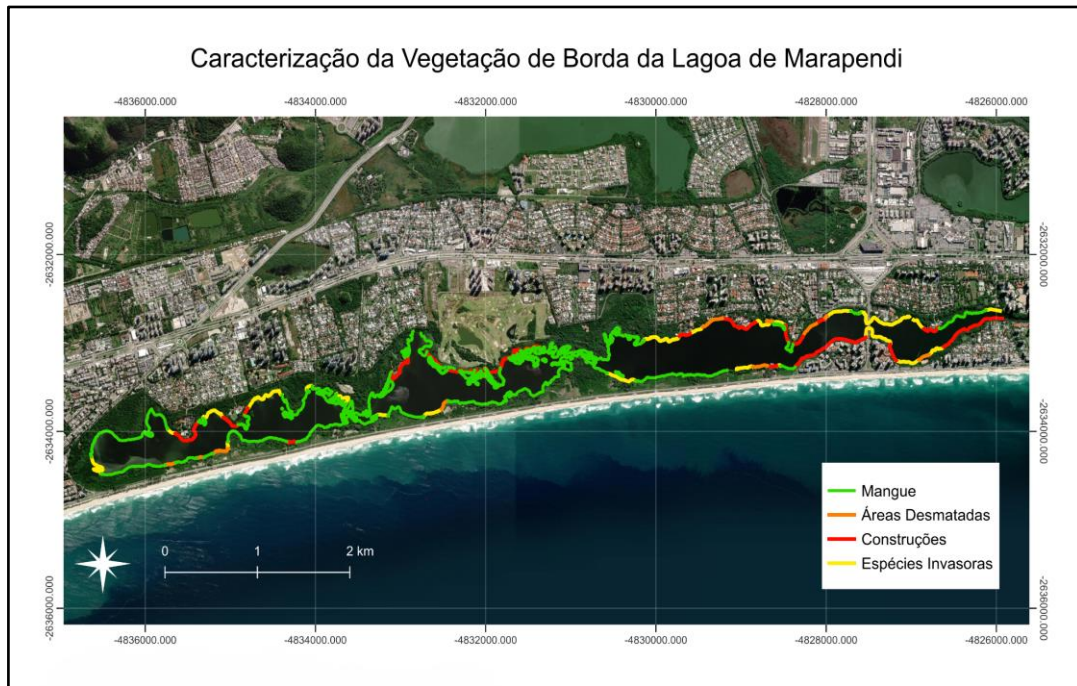 Caracterização da Vegetação de Borda da Lagoa de Marapendi
-4836000.000 -4834000.000 -4832000.000 -4830000.000 -4828000.000 -4826000.000
-2632000.000 -2632000.000
-2634000.000 -2634000.000
Mangue
Áreas Desmatadas
Construções
Espécies Invasoras
0 1 2 km
-2636000.000 -2636000.000
-4836000.000 -4834000.000 -4832000.000 -4830000.000 -4828000.000 -4826000.000